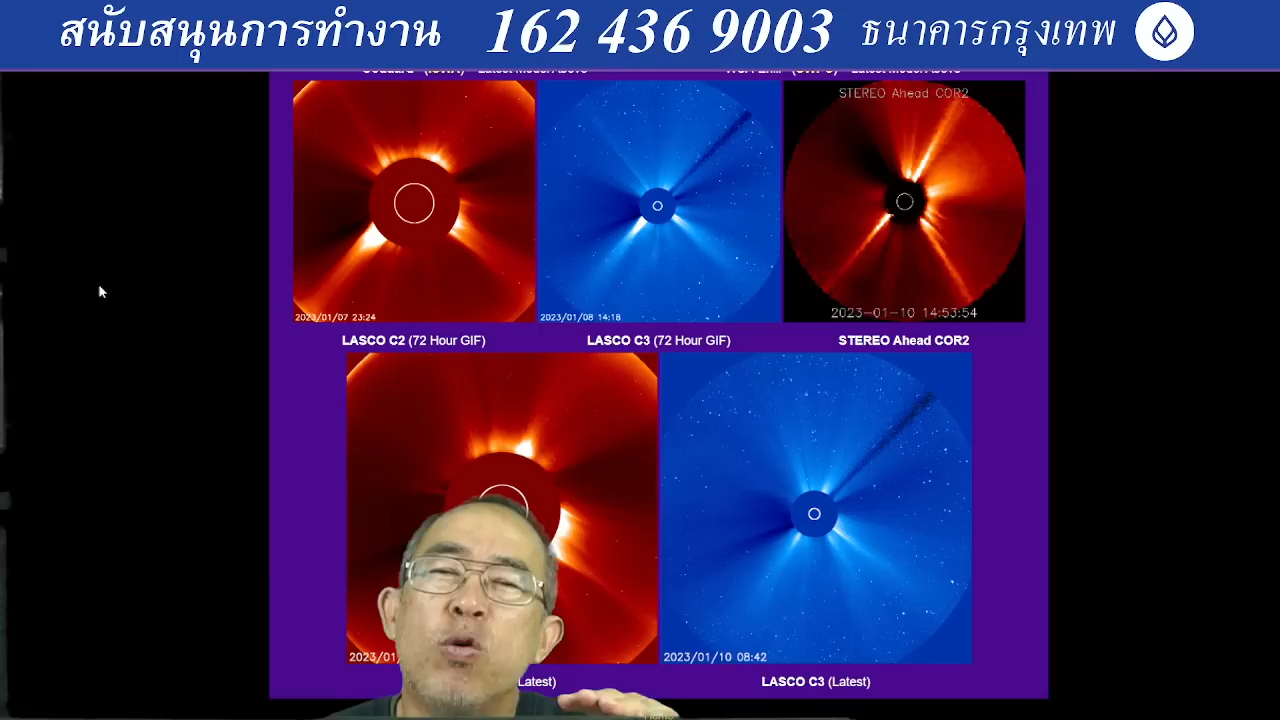 สนับสนุนการทำงาน 162 436 9003 ธนาคารกรุงเทพ
STEREO Ahead COR2
2023/01/07 23:24
2023/01/08 14:18
2023-01-10 14:53:54
LASCO C2 (72 Hour GIF)
LASCO C3 (72 Hour GIF)
STEREO Ahead COR2
2023/01/
2023/01/10 08:42
Latest)
LASCO C3 (Latest)